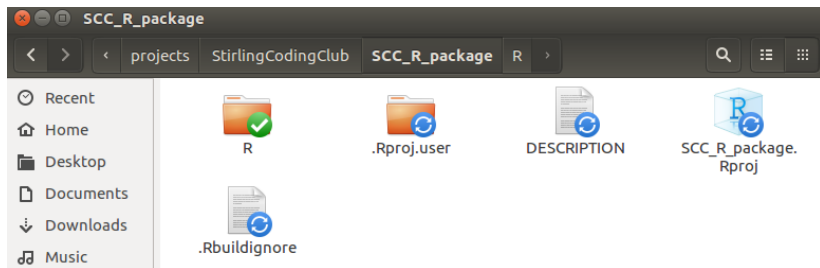 SCC_R_package
projects StirlingCodingClub SCC_R_package R
Recent
Home
Desktop
Documents
Downloads
Music
R .Rproj.user DESCRIPTION SCC_R_package.
Rproj
.Rbuildignore